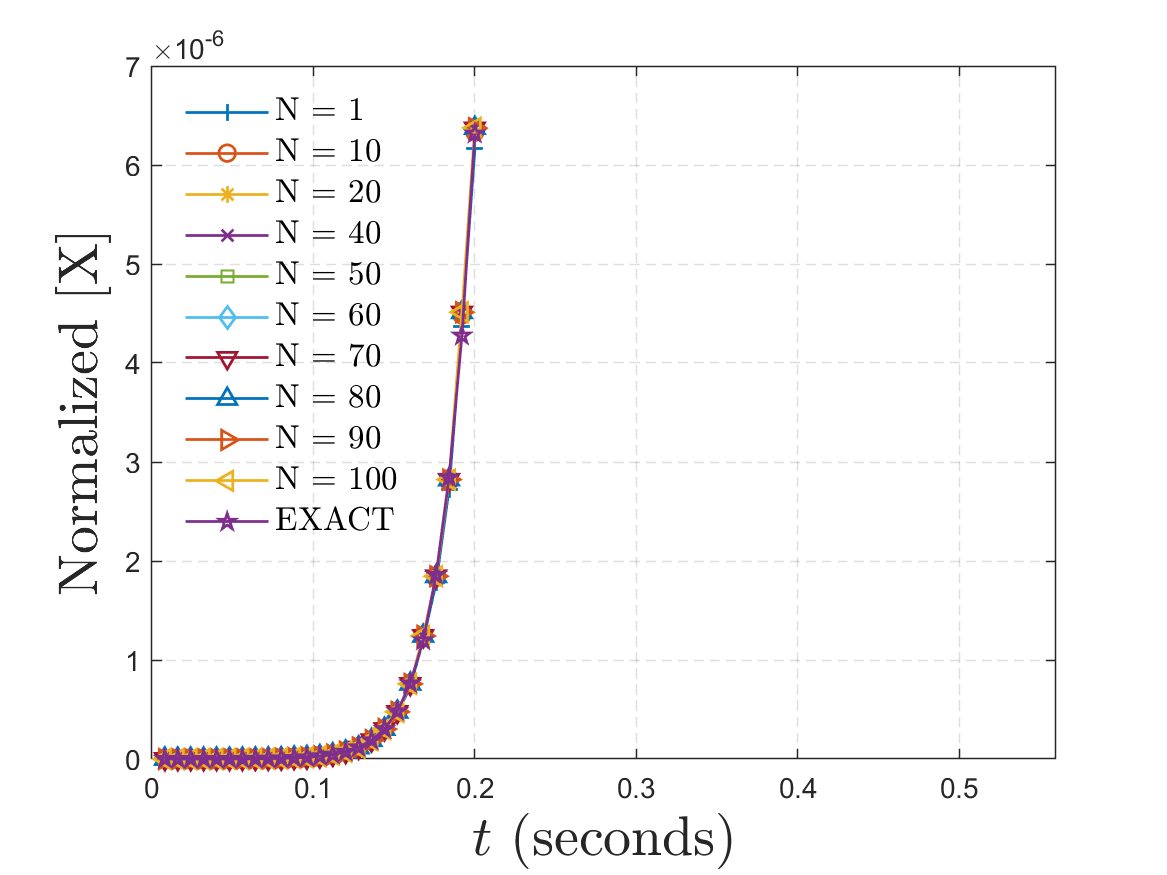 ×10-6
7
6
5
4
3
2
1
0
Normalized [X]
N = 1
N = 10
N = 20
N = 40
N = 50
N = 60
N = 70
N = 80
N = 90
N = 100
EXACT
0 0.1 0.2 0.3 0.4 0.5
t (seconds)